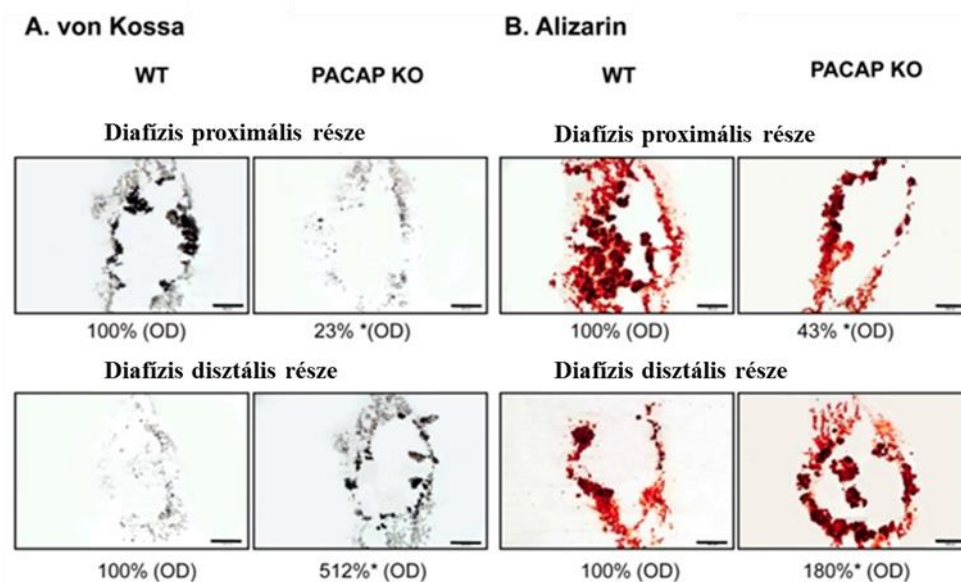 A. von Kossa
B. Alizarin
WT
PACAP KO
WT
PACAP KO
Diafízis proximális része
Diafízis proximális része
100% (OD)
23% *(OD)
100% (OD)
43% *(OD)
Diafízis disztális része
Diafízis disztális része
100% (OD)
512%* (OD)
100% (OD)
180%* (OD)